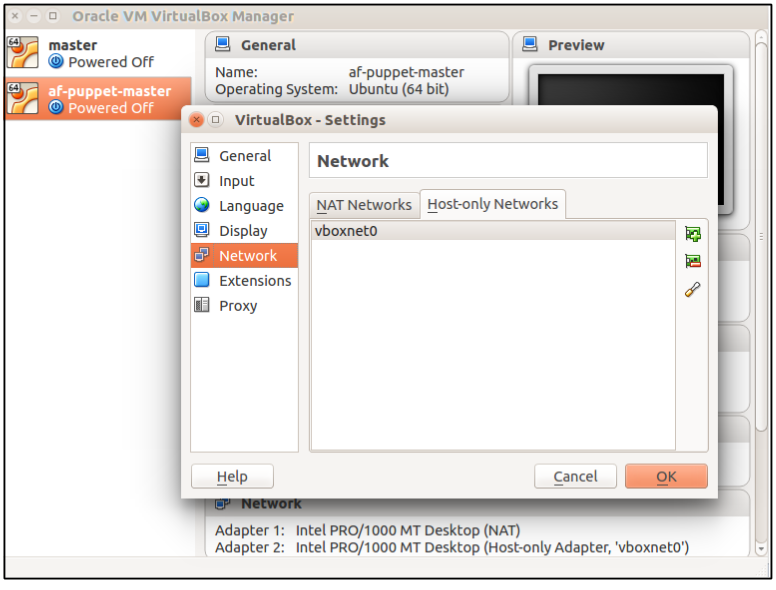 Oracle VM VirtualBox Manager
64
master
Powered Off
64
af-puppet-master
Powered Off
General
Name: af-puppet-master
Operating System: Ubuntu (64 bit)
Preview
VirtualBox - Settings
General
Input
Language
Display
Network
Extensions
Proxy
Network
NAT Networks
Host-only Networks
vboxnet0
Help
Cancel
OK
Network
Adapter 1: Intel PRO/1000 MT Desktop (NAT)
Adapter 2: Intel PRO/1000 MT Desktop (Host-only Adapter, 'vboxnet0')